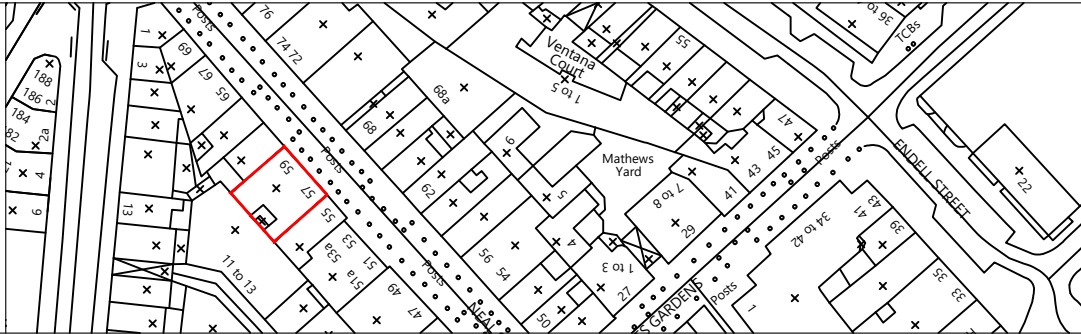 76
74 72
1
3
69
67
65
188
186
2
184
82
2a
4
6
13
Posts
68a
68
62
59
57
55
53
53a
51
51a
49
47
11 to 13
Posts
Posts
NEA
56
54
50
Ventana
Court
1 to 5
55
9
5
4
Mathews
Yard
7 to 8
29
1 to 3
27
S GARDENS
Posts
Posts
41
43
45
47
36 to
TCBs
ENDELL STREET
22
34 to 42
41
43
39
35
33
1